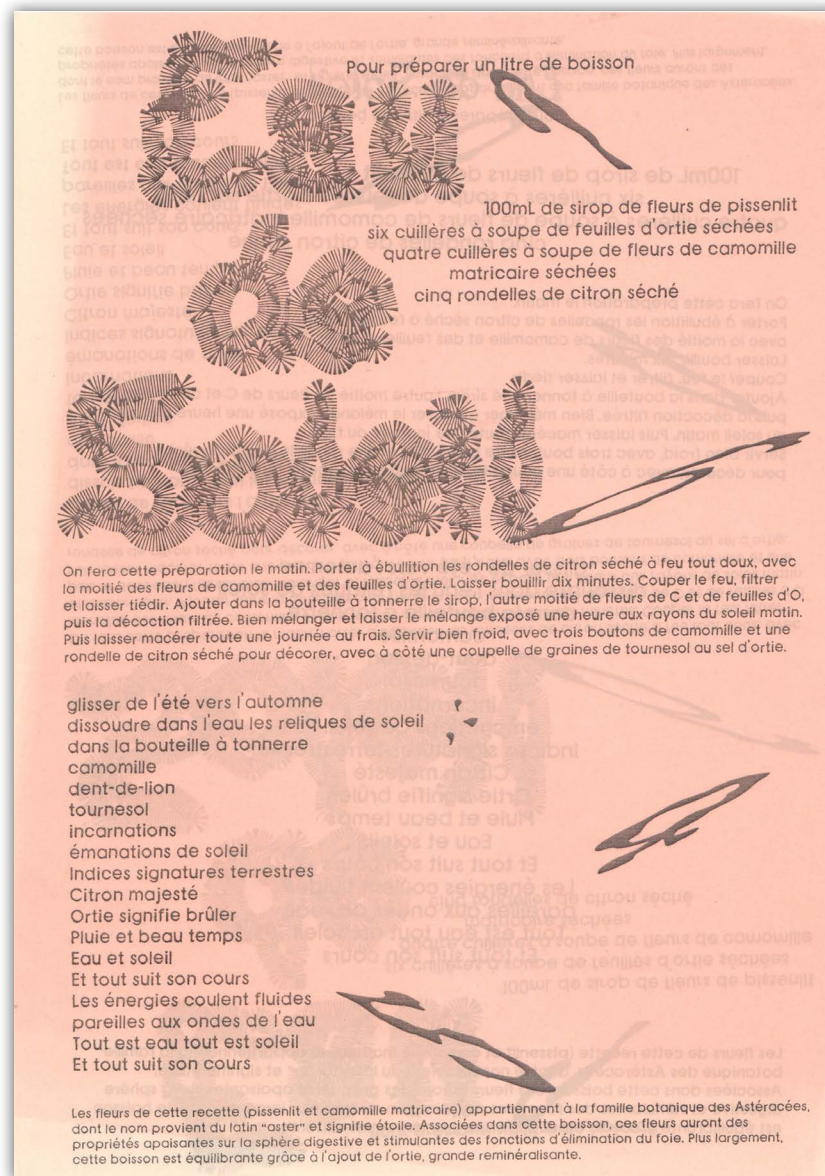 Eau
de
Soleil
Pour préparer un litre de boisson
100mL de sirop de fleurs de pissenlit
six cuillères à soupe de feuilles d'ortie séchées
quatre cuillères à soupe de fleurs de camomille
matricaire séchées
cinq rondelles de citron séché
On fera cette préparation le matin. Porter à ébullition les rondelles de citron séché à feu tout doux, avec
la moitié des fleurs de camomille et des feuilles d'ortie. Laisser bouillir dix minutes. Couper le feu, filtrer
et laisser tiédir. Ajouter dans la bouteille à tonnerre le sirop, l'autre moitié de fleurs de C et de feuilles d'O,
puis la décoction filtrée. Bien mélanger et laisser le mélange exposé une heure aux rayons du soleil matin.
Puis laisser macérer toute une journée au frais. Servir bien froid, avec trois boutons de camomille et une
rondelle de citron séché pour décorer, avec à côté une coupelle de graines de tournesol au sel d'ortie.
glisser de l'été vers l'automne
dissoudre dans l'eau les reliques de soleil
dans la bouteille à tonnerre
camomille
dent-de-lion
tournesol
incarnations
émanations de soleil
Indices signatures terrestres
Citron majesté
Ortie signifie brûler
Pluie et beau temps
Eau et soleil
Et tout suit son cours
Les énergies coulent fluides
pareilles aux ondes de l'eau
Tout est eau tout est soleil
Et tout suit son cours
Les fleurs de cette recette (pissenlit et camomille matricaire) appartiennent à la famille botanique des Astéracées,
dont le nom provient du latin "aster" et signifie étoile. Associées dans cette boisson, ces fleurs auront des
propriétés apaisantes sur la sphère digestive et stimulantes des fonctions d'élimination du foie. Plus largement,
cette boisson est équilibrante grâce à l'ajout de l'ortie, grande reminéralisante.